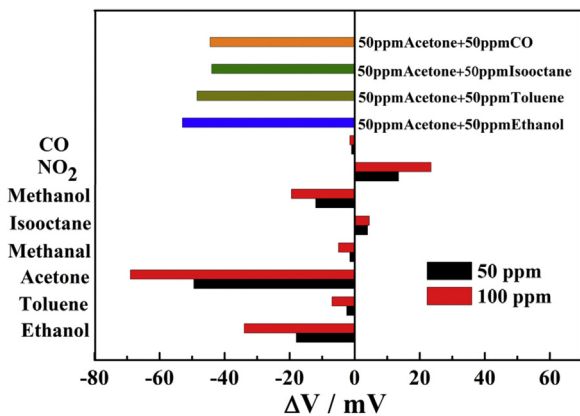 50ppmAcetone+50ppmCO
50ppmAcetone+50ppmIsooctane
50ppmAcetone+50ppmToluene
50ppmAcetone+50ppmEthanol
CO
NO2
Methanol
Isooctane
Methanal
Acetone
Toluene
Ethanol
50 ppm
100 ppm
-80 -60 -40 -20 0 20 40 60
ΔV / mV